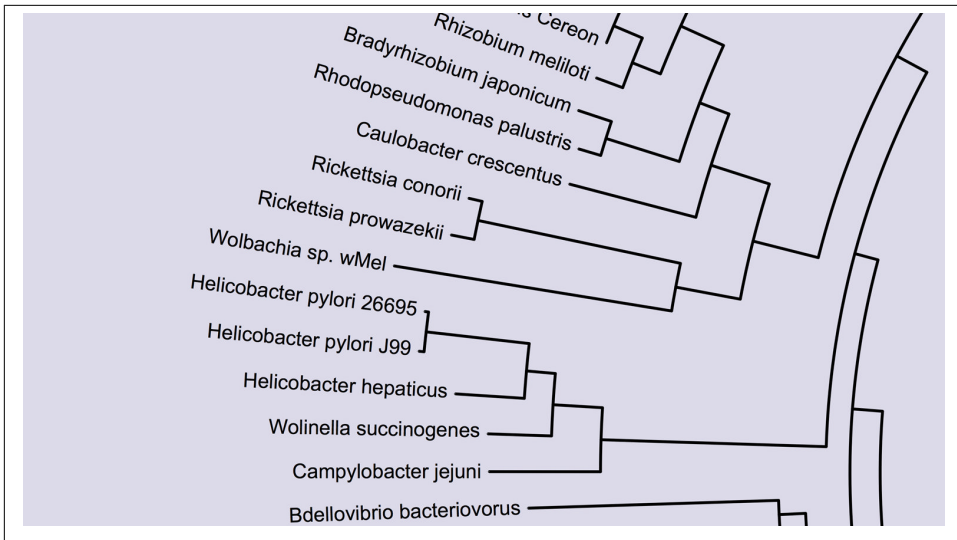 Cereon
Rhizobium meliloti
Bradyrhizobium japonicum
Rhodopseudomonas palustris
Caulobacter crescentus
Rickettsia conorii
Rickettsia prowazekii
Wolbachia sp. wMel
Helicobacter pylori 26695
Helicobacter pylori J99
Helicobacter hepaticus
Wolinella succinogenes
Campylobacter jejuni
Bdellovibrio bacteriovorus